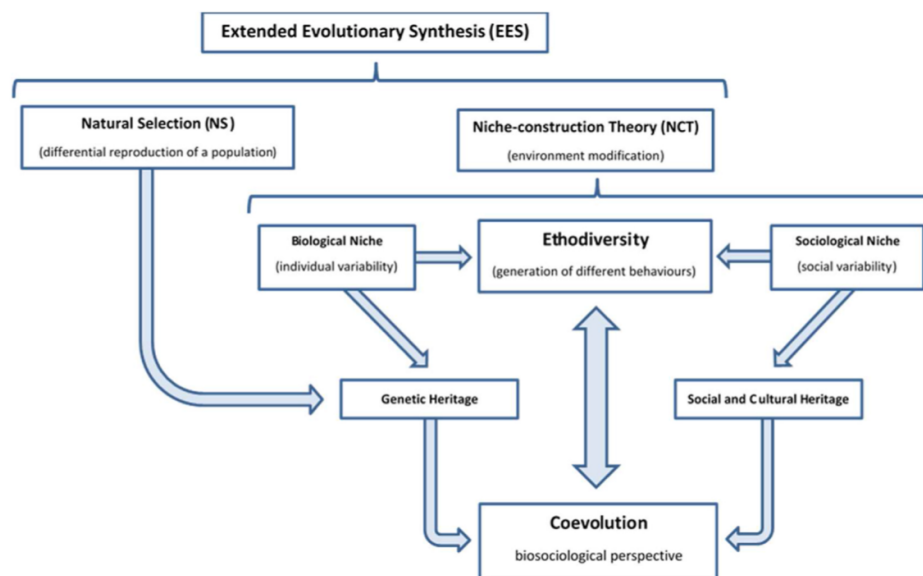 Extended Evolutionary Synthesis (EES)
Natural Selection (NS)
(differential reproduction of a population)
Niche-construction Theory (NCT)
(environment modification)
Biological Niche
(individual variability)
Ethodiversity
(generation of different behaviours)
Sociological Niche
(social variability)
Genetic Heritage
Social and Cultural Heritage
Coevolution
biosociological perspective